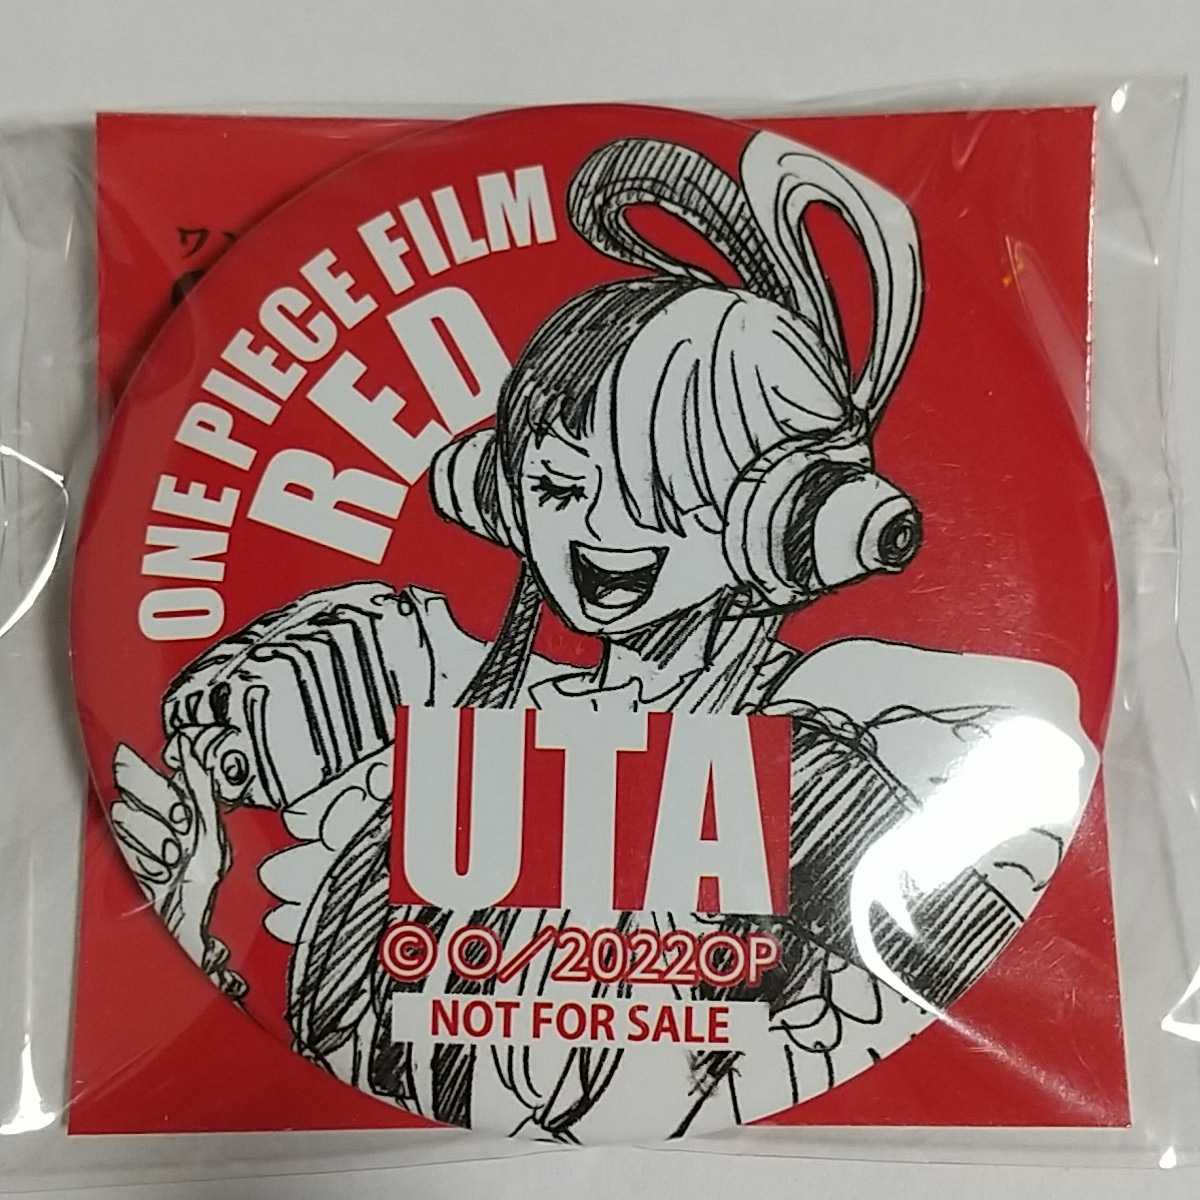 ONE PIECE FILM
RED
UTA
© O/2022OP
NOT FOR SALE